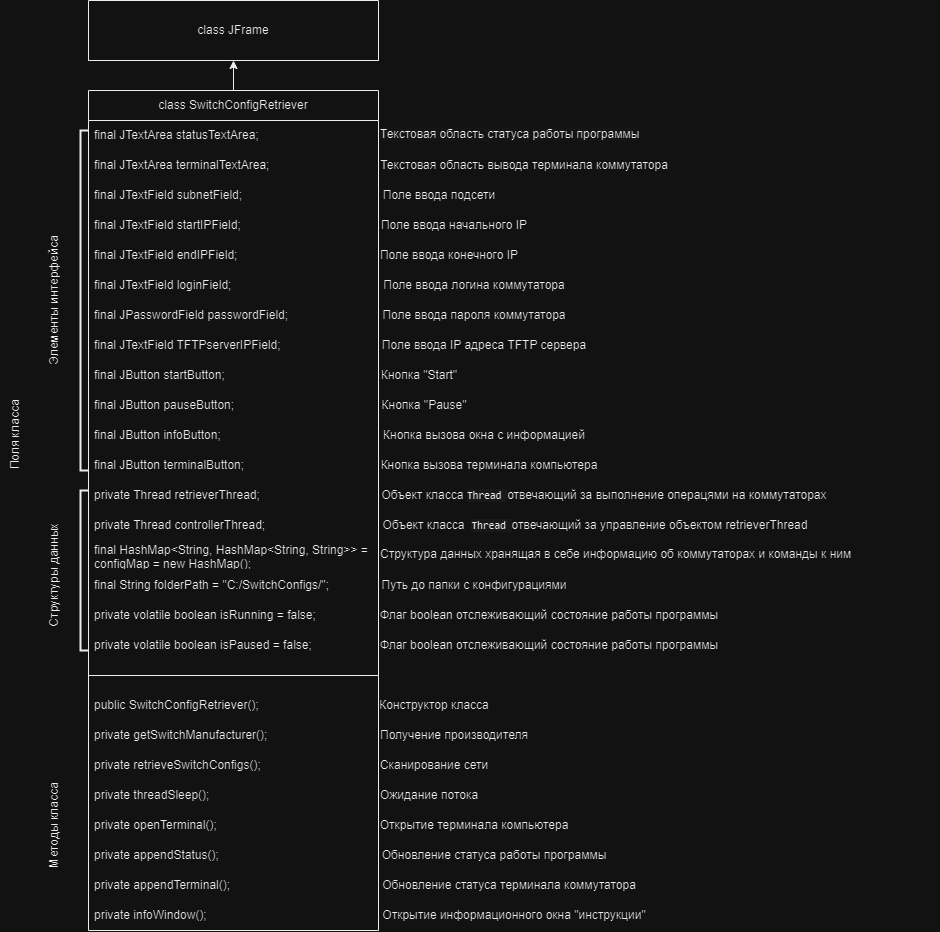 class JFrame
class SwitchConfigRetriever
final JTextArea statusTextArea; Текстовая область статуса работы программы
final JTextArea terminalTextArea; Текстовая область вывода терминала коммутатора
final JTextField subnetField; Поле ввода подсети
final JTextField startIPField; Поле ввода начального IP
final JTextField endIPField; Поле ввода конечного IP
final JTextField loginField; Поле ввода логина коммутатора
final JPasswordField passwordField; Поле ввода пароля коммутатора
final JTextField TFTPserverIPField; Поле ввода IP адреса TFTP сервера
final JButton startButton; Кнопка "Start"
final JButton pauseButton; Кнопка "Pause"
final JButton infoButton; Кнопка вызова окна с информацией
final JButton terminalButton; Кнопка вызова терминала компьютера
Элементы интерфейса
Поля класса
private Thread retrieverThread; Объект класса Thread отвечающий за выполнение операцями на коммутаторах
private Thread controllerThread; Объект класса Thread отвечающий за управление объектом retrieverThread
final HashMap<String, HashMap<String, String>> = Структура данных хранящая в себе информацию об коммутаторах и команды к ним
configMap = new HashMap();
final String folderPath = "C:/SwitchConfigs/"; Путь до папки с конфигурациями
private volatile boolean isRunning = false; Флаг boolean отслеживающий состояние работы программы
private volatile boolean isPaused = false; Флаг boolean отслеживающий состояние работы программы
Структуры данных
public SwitchConfigRetriever(); Конструктор класса
private getSwitchManufacturer(); Получение производителя
private retrieveSwitchConfigs(); Сканирование сети
private threadSleep(); Ожидание потока
private openTerminal(); Открытие терминала компьютера
private appendStatus(); Обновление статуса работы программы
private appendTerminal(); Обновление статуса терминала коммутатора
private infoWindow(); Открытие информационного окна "инструкции"
Методы класса